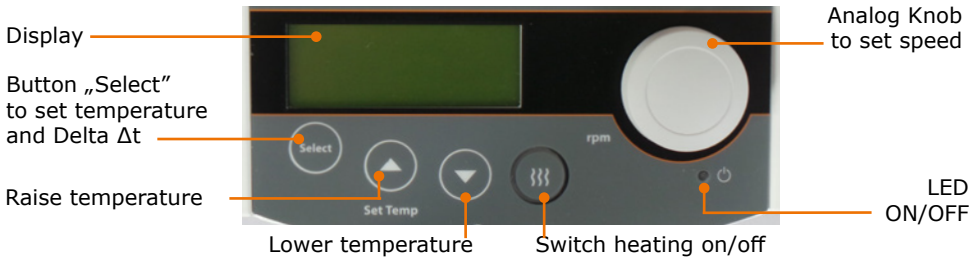 Display
Analog Knob
to set speed
Button „Select”
to set temperature
and Delta Δt
Select
rpm
Raise temperature
Set Temp
LED
ON/OFF
Lower temperature
Switch heating on/off